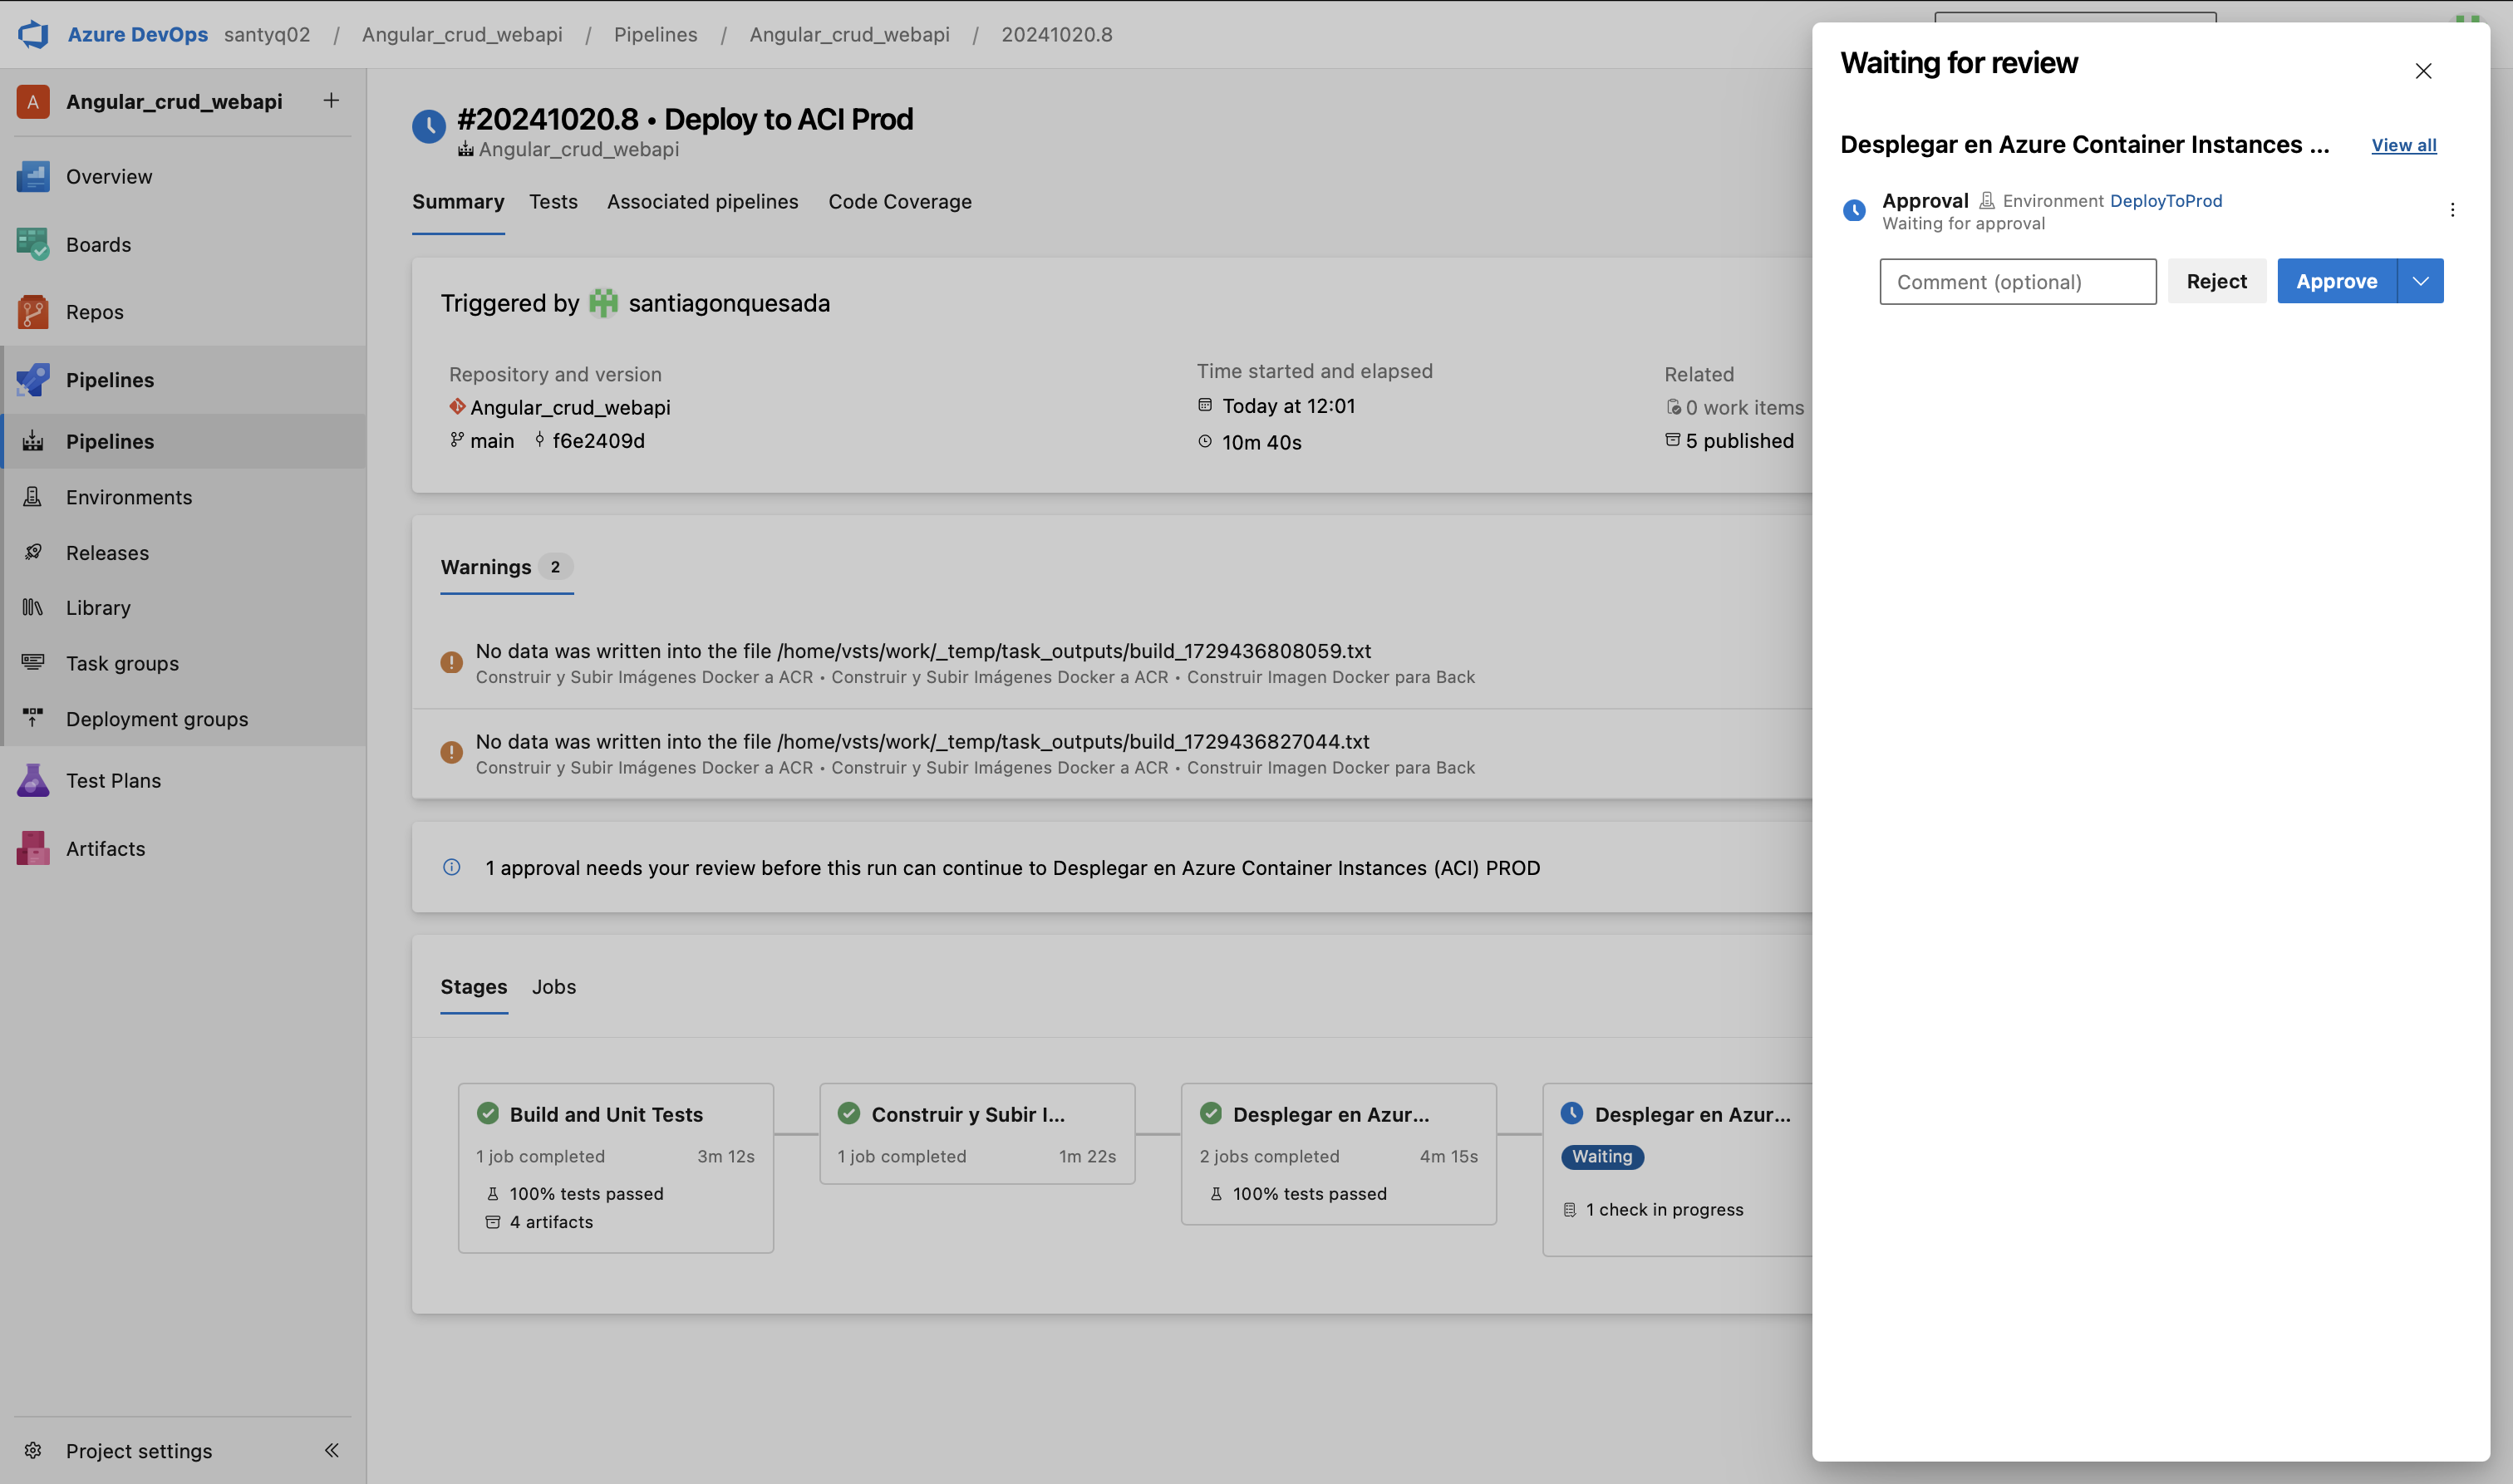 Azure DevOps santyq02 / Angular_crud_webapi / Pipelines / Angular_crud_webapi / 20241020.8
A Angular_crud_webapi
Overview
Boards
Repos
Pipelines
Pipelines
Environments
Releases
Library
Task groups
Deployment groups
Test Plans
Artifacts
Project settings
#20241020.8 • Deploy to ACI Prod
Angular_crud_webapi
Summary Tests Associated pipelines Code Coverage
Triggered by santiagonquesada
Repository and version
Angular_crud_webapi
main f6e2409d
Time started and elapsed
Today at 12:01
10m 40s
Related
0 work items
5 published
Warnings 2
No data was written into the file /home/vsts/work/_temp/task_outputs/build_1729436808059.txt
Construir y Subir Imágenes Docker a ACR • Construir y Subir Imágenes Docker a ACR • Construir Imagen Docker para Back
No data was written into the file /home/vsts/work/_temp/task_outputs/build_1729436827044.txt
Construir y Subir Imágenes Docker a ACR • Construir y Subir Imágenes Docker a ACR • Construir Imagen Docker para Back
1 approval needs your review before this run can continue to Desplegar en Azure Container Instances (ACI) PROD
Stages Jobs
Build and Unit Tests
1 job completed 3m 12s
100% tests passed
4 artifacts
Construir y Subir I...
1 job completed 1m 22s
Desplegar en Azur...
2 jobs completed 4m 15s
100% tests passed
Desplegar en Azur...
Waiting
1 check in progress
Waiting for review
Desplegar en Azure Container Instances ... View all
Approval Environment DeployToProd
Waiting for approval
Comment (optional) Reject Approve